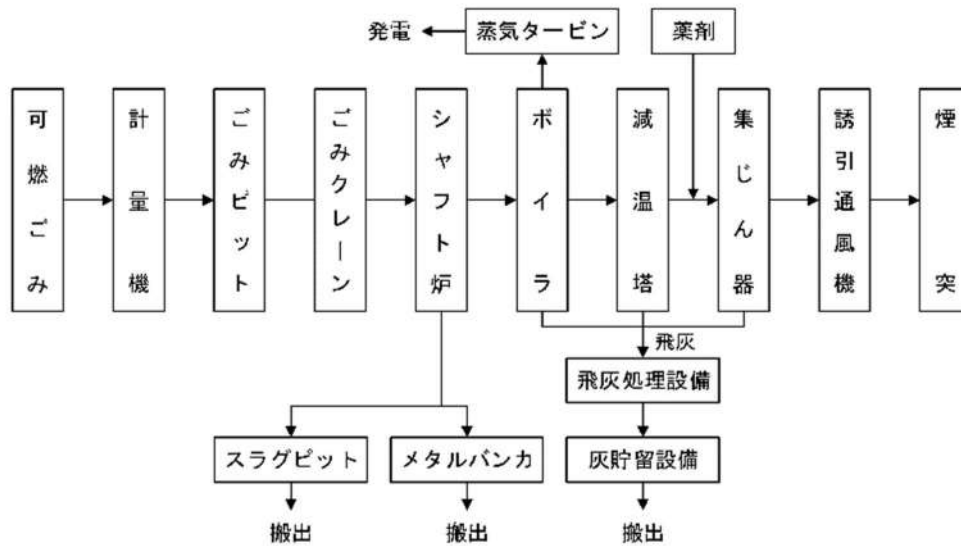 発電
蒸気タービン
薬剤
可燃ごみ
計量機
ごみピット
ごみクレーン
シャフト炉
ボイラ
減温塔
集じん器
誘引通風機
煙突
飛灰
飛灰処理設備
スラグピット
メタルバンカ
灰貯留設備
搬出
搬出
搬出